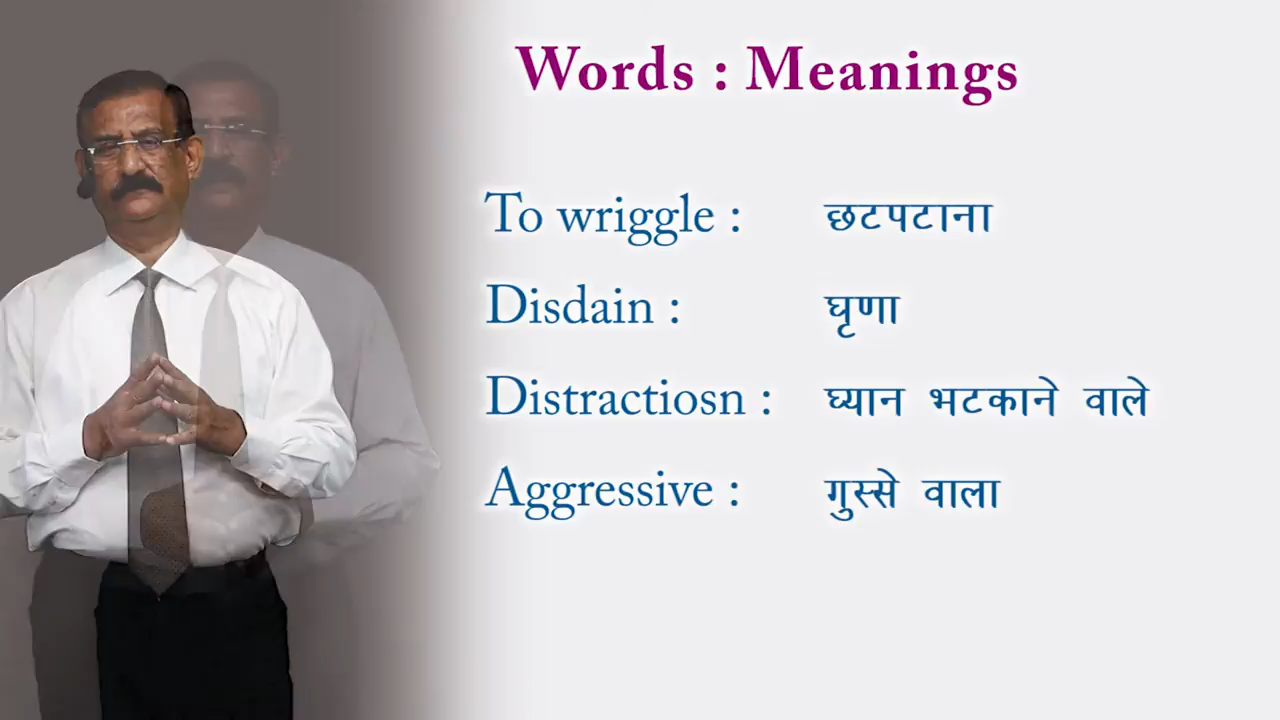 Words : Meanings
To wriggle : छटपटाना
Disdain : घृणा
Distractiosn : घ्यान भटकाने वाले
Aggressive : गुस्से वाला